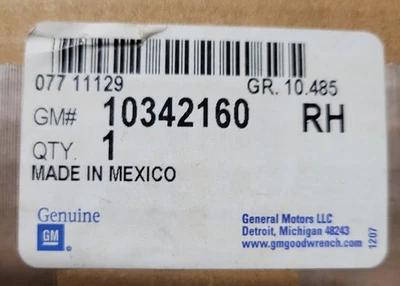 07 11129 GR. 10.485
GM# 10342160 RH
QTY. 1
MADE IN MEXICO
Genuine
GM
General Motors LLC
Detroit, Michigan 48243
www.gmgoodwrench.com
1207